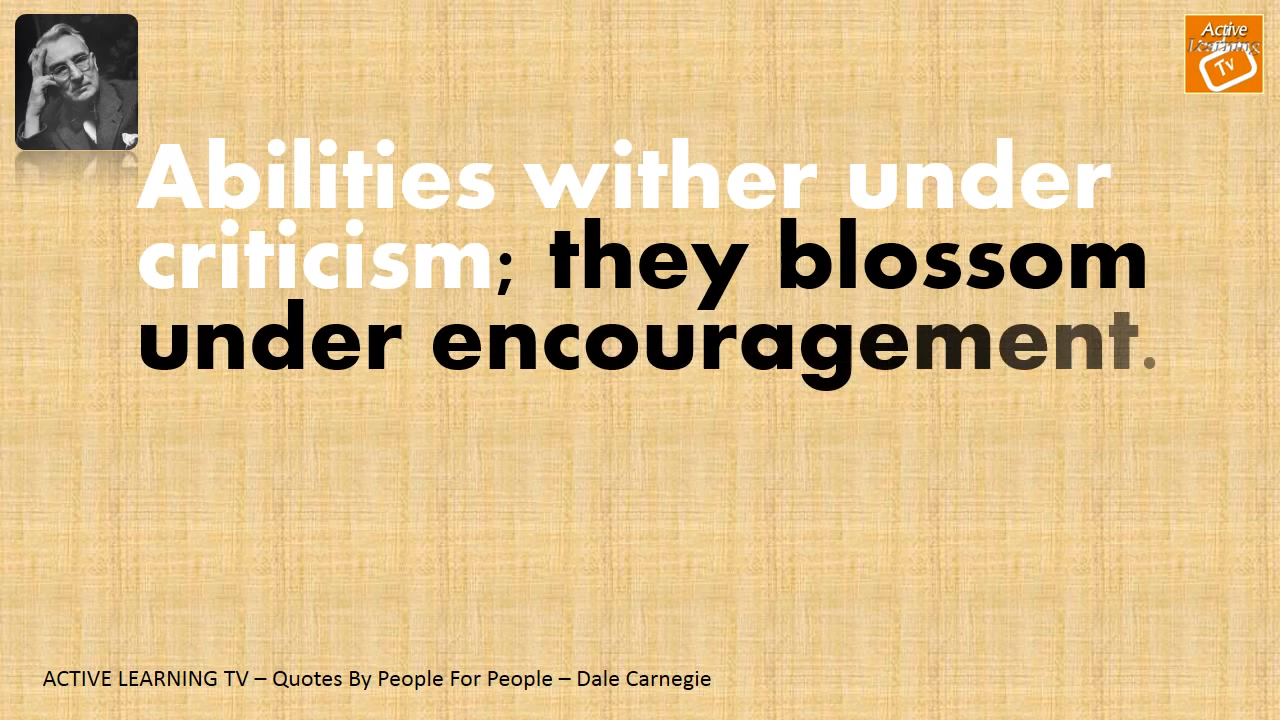 Active
Learning
Tv
Abilities wither under
criticism; they blossom
under encouragement.
ACTIVE LEARNING TV – Quotes By People For People – Dale Carnegie